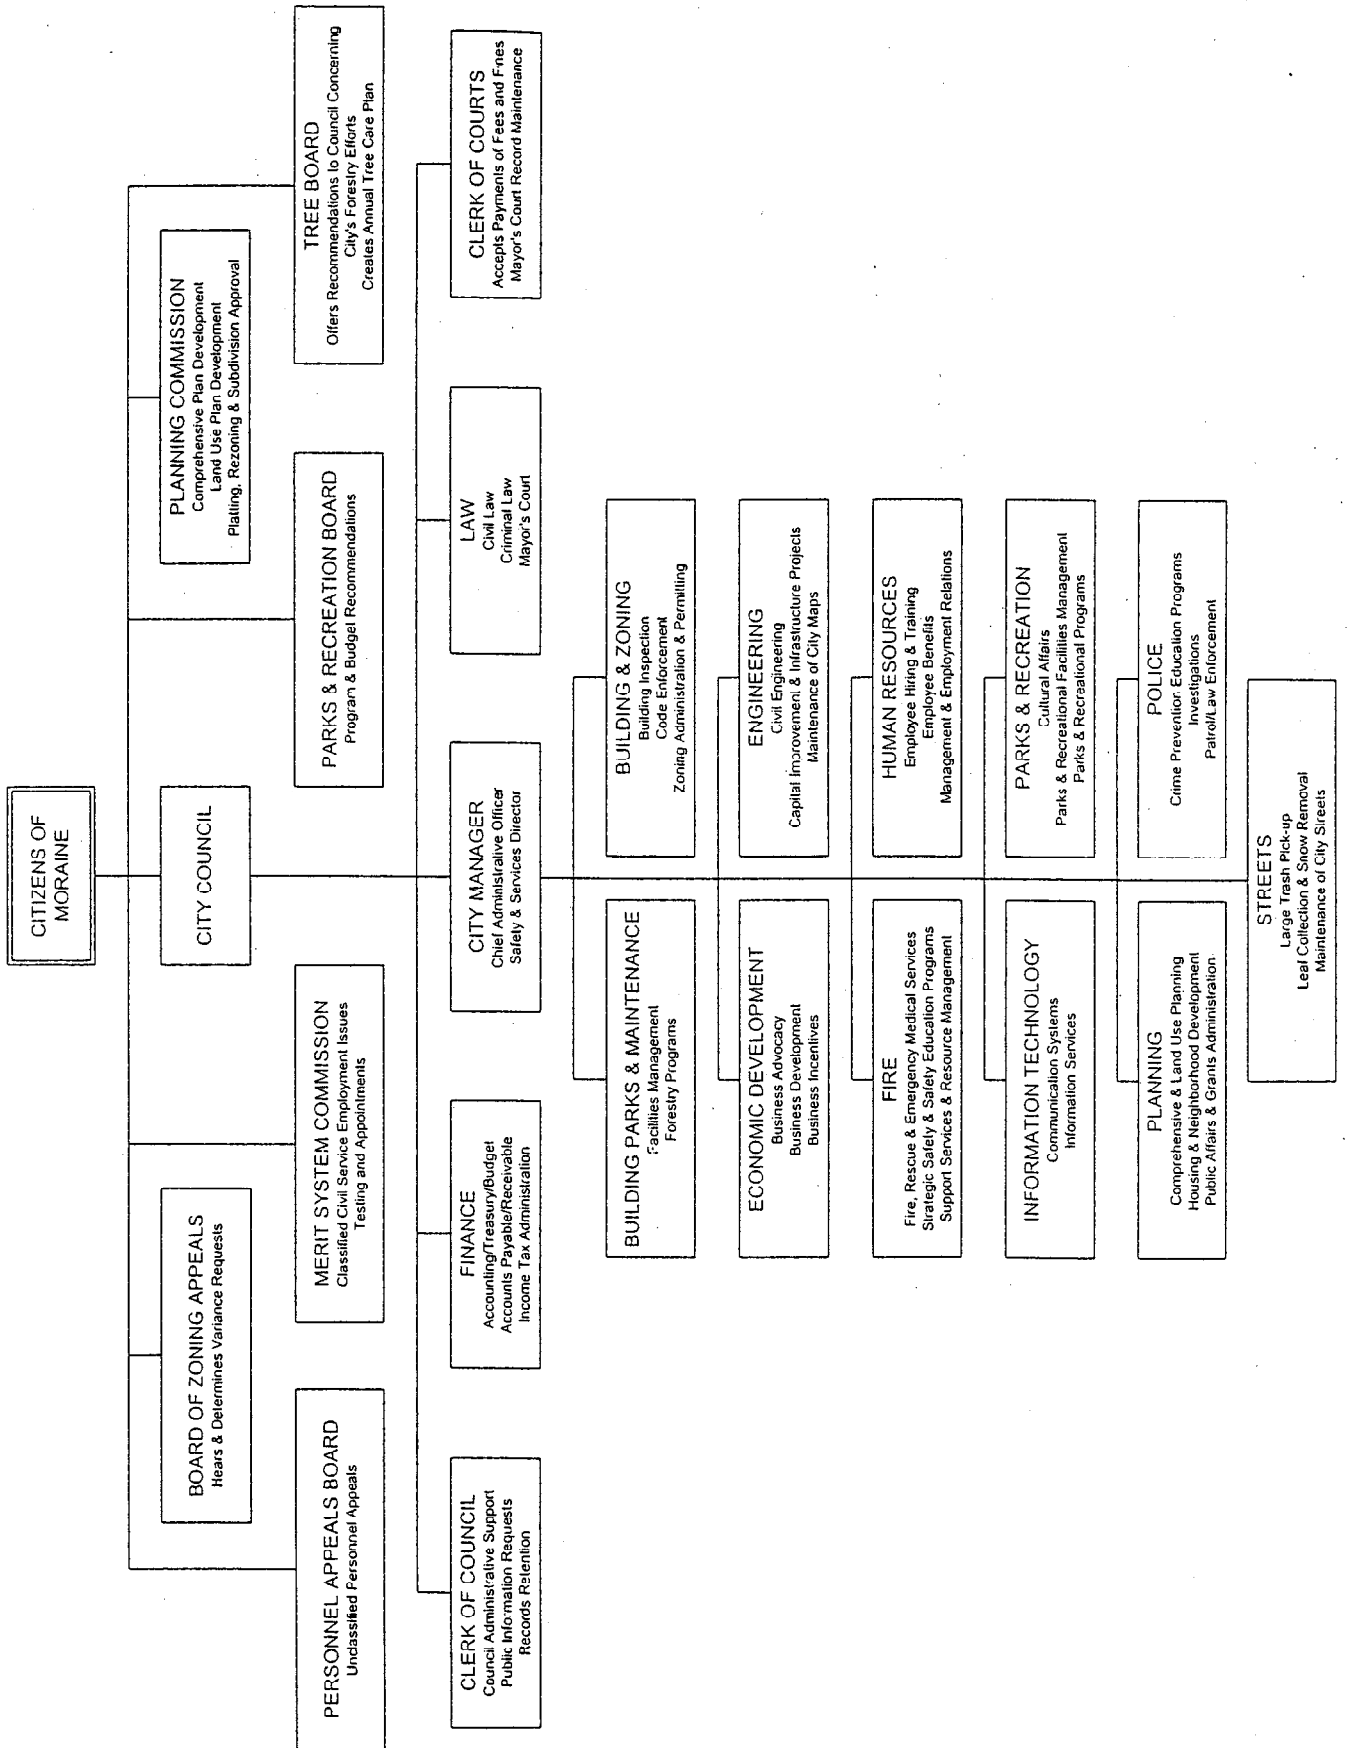 CITIZENS OF
MORAINE
BOARD OF ZONING APPEALS
Hears & Determines Variance Requests
CITY COUNCIL
PLANNING COMMISSION
Comprehensive Plan Development
Land Use Plan Development
Platting, Rezoning & Subdivision Approval
PERSONNEL APPEALS BOARD
Unclassified Personnel Appeals
MERIT SYSTEM COMMISSION
Classified Civil Service Employment Issues
Testing and Appointments
PARKS & RECREATION BOARD
Program & Budget Recommendations
TREE BOARD
Offers Recommendations to Council Concerning
City's Forestry Efforts
Creates Annual Tree Care Plan
CLERK OF COUNCIL
Council Administrative Support
Public Information Requests
Records Retention
FINANCE
Accounting/Treasury/Budget
Accounts Payable/Receivable
Income Tax Administration
CITY MANAGER
Chief Administrative Officer
Safety & Services Director
LAW
Civil Law
Criminal Law
Mayor's Court
CLERK OF COURTS
Accepts Payments of Fees and Fines
Mayor's Court Record Maintenance
BUILDING PARKS & MAINTENANCE
Facilities Management
Forestry Programs
BUILDING & ZONING
Building Inspection
Code Enforcement
Zoning Administration & Permitting
ECONOMIC DEVELOPMENT
Business Advocacy
Business Development
Business Incentives
ENGINEERING
Civil Engineering
Capital Improvement & Infrastructure Projects
Maintenance of City Maps
FIRE
Fire, Rescue & Emergency Medical Services
Strategic Safety & Safety Education Programs
Support Services & Resource Management
HUMAN RESOURCES
Employee Hiring & Training
Employee Benefits
Management & Employment Relations
INFORMATION TECHNOLOGY
Communication Systems
Information Services
PARKS & RECREATION
Cultural Affairs
Parks & Recreational Facilities Management
Parks & Recreational Programs
PLANNING
Comprehensive & Land Use Planning
Housing & Neighborhood Development
Public Affairs & Grants Administration
POLICE
Crime Prevention Education Programs
Investigations
Patrol/Law Enforcement
STREETS
Large Trash Pick-up
Leaf Collection & Snow Removal
Maintenance of City Streets